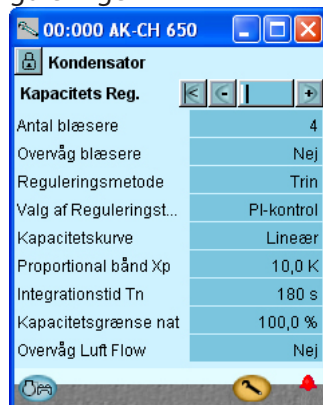 00:000 AK-CH 650
Kondensator
Kapacitets Reg.
Antal blæsere 4
Overvåg blæsere Nej
Reguleringsmetode Trin
Valg af Reguleringst... PI-kontrol
Kapacitetskurve Lineær
Proportional bånd Xp 10,0 K
Integrationstid Tn 180 s
Kapacitetsgrænse nat 100,0 %
Overvåg Luft Flow Nej